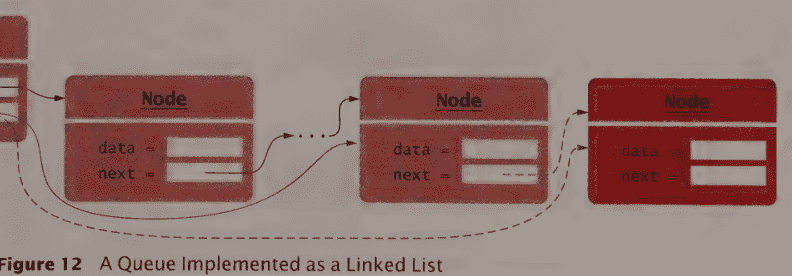 Node
data =
next =
....
Node
data =
next =
Node
data =
next =
Figure 12 A Queue Implemented as a Linked List